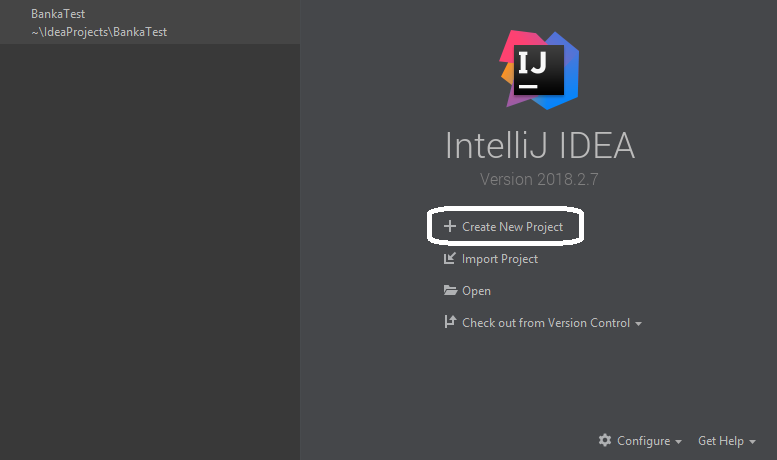 BankaTest
~\IdeaProjects\BankaTest
IJ
IntelliJ IDEA
Version 2018.2.7
Create New Project
Import Project
Open
Check out from Version Control
Configure
Get Help